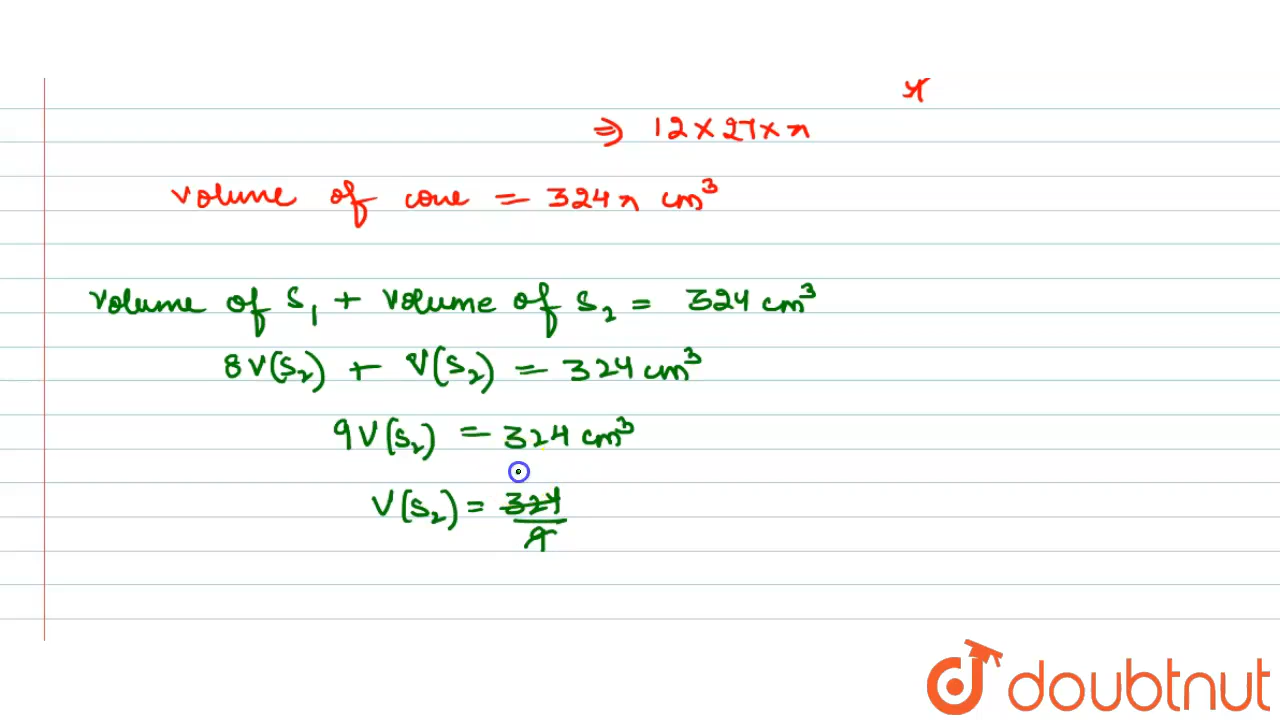 ⇒ 12 × 27 × π
volume of cone = 324π cm³
volume of S₁ + volume of S₂ = 324 cm³
8V(S₂) + V(S₂) = 324 cm³
9V(S₂) = 324 cm³
V(S₂) = 324/9
doubtnut